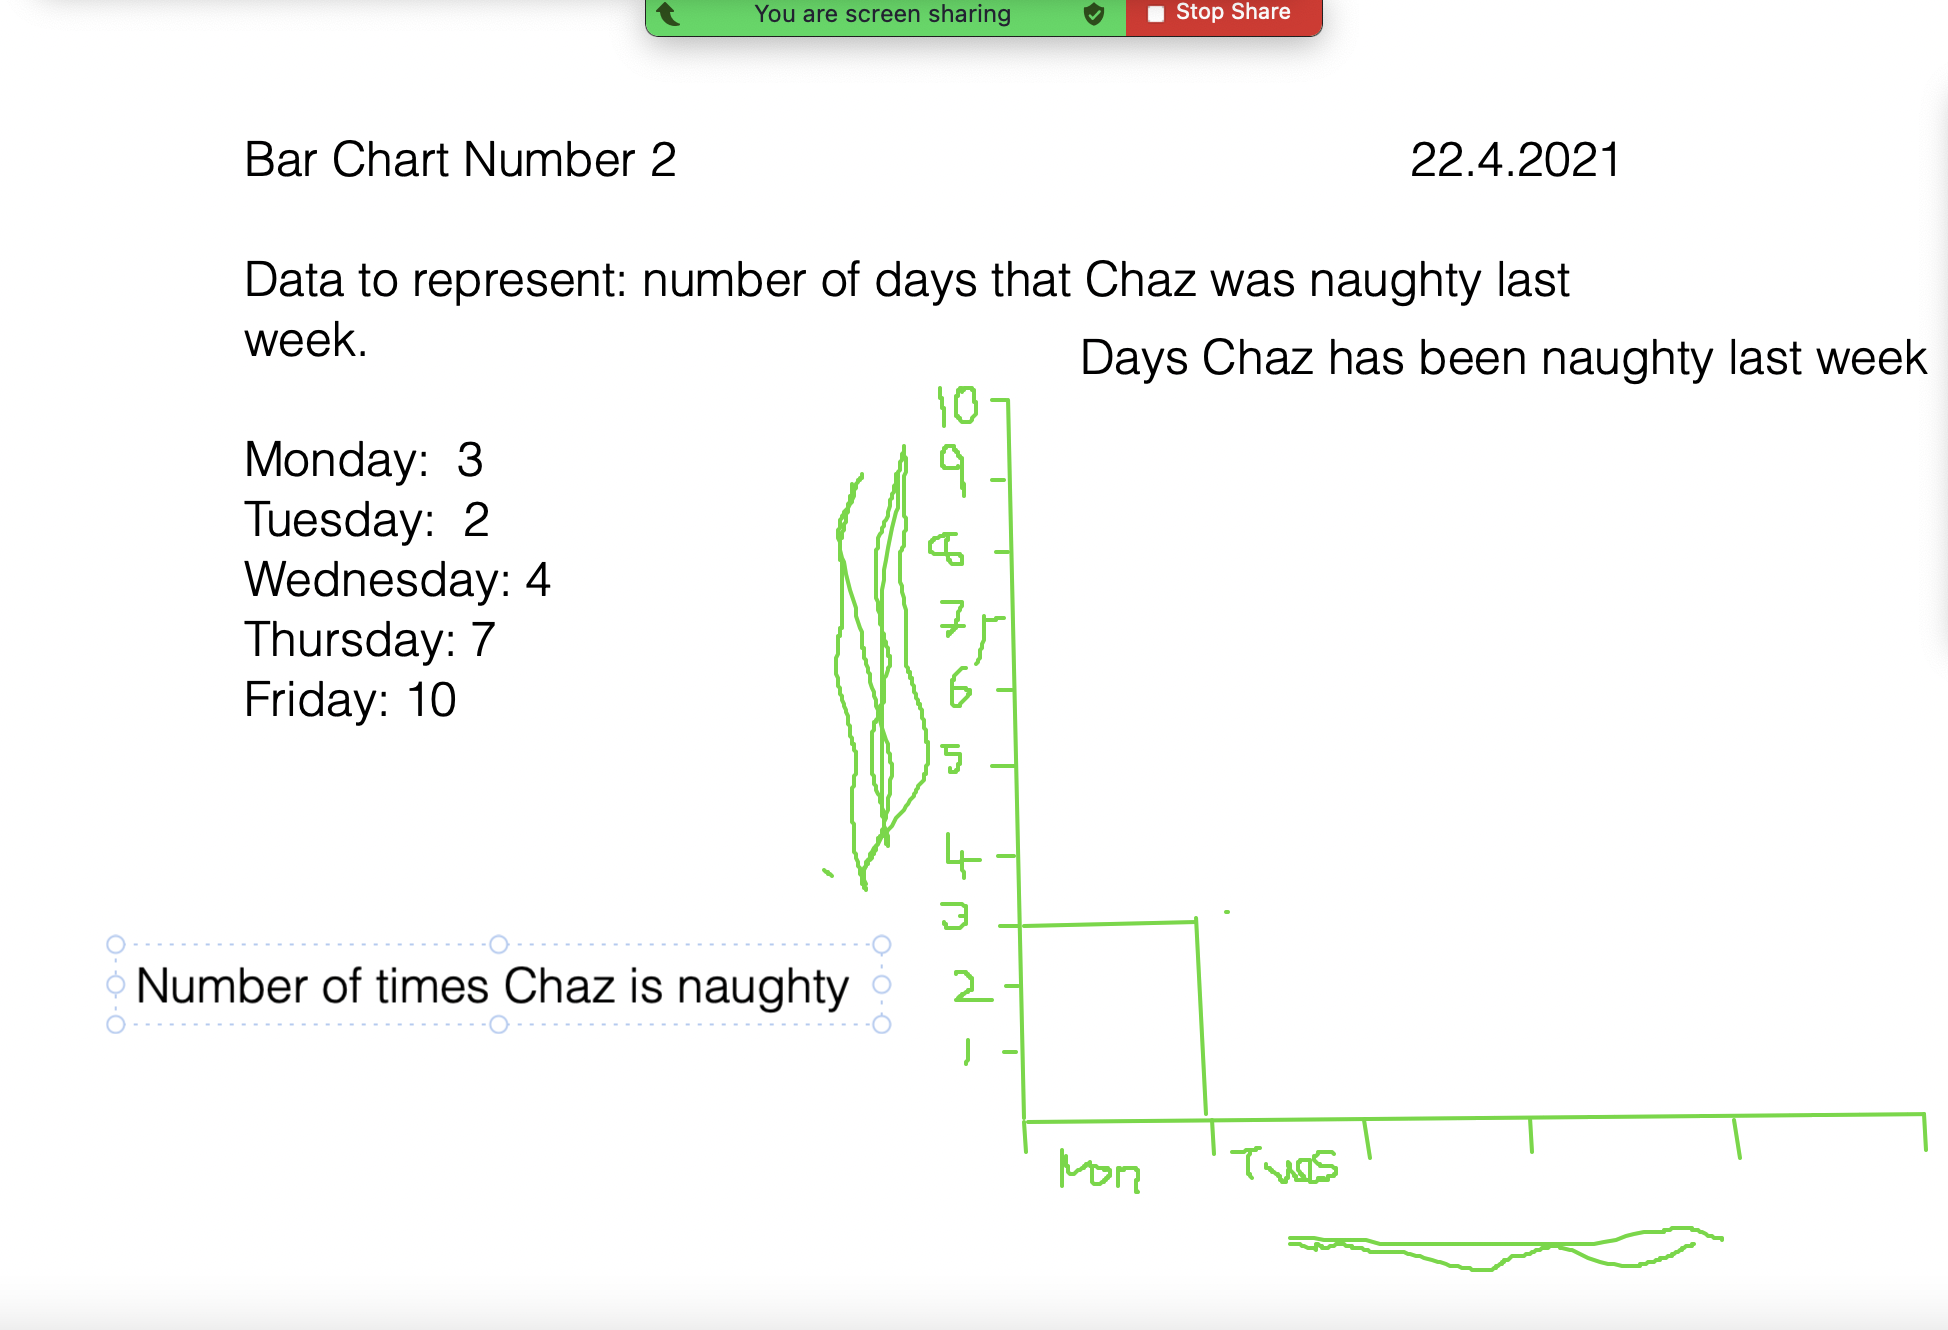 You are screen sharing
Stop Share
Bar Chart Number 2
22.4.2021
Data to represent: number of days that Chaz was naughty last
week.
Days Chaz has been naughty last week
Monday: 3
Tuesday: 2
Wednesday: 4
Thursday: 7
Friday: 10
10
9
8
7
6
5
4
3
2
1
Number of times Chaz is naughty
Mon
Tues